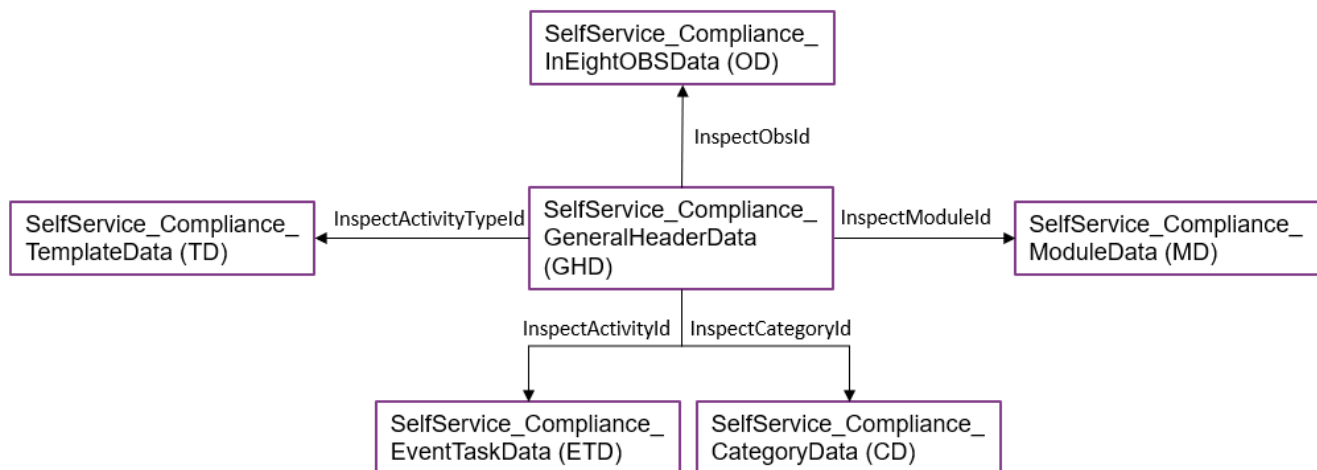 SelfService_Compliance_
InEightOBSData (OD)
InspectObsId
SelfService_Compliance_
TemplateData (TD)
InspectActivityTypeId
SelfService_Compliance_
GeneralHeaderData
(GHD)
InspectModuleId
SelfService_Compliance_
ModuleData (MD)
InspectActivityId
InspectCategoryId
SelfService_Compliance_
EventTaskData (ETD)
SelfService_Compliance_
CategoryData (CD)